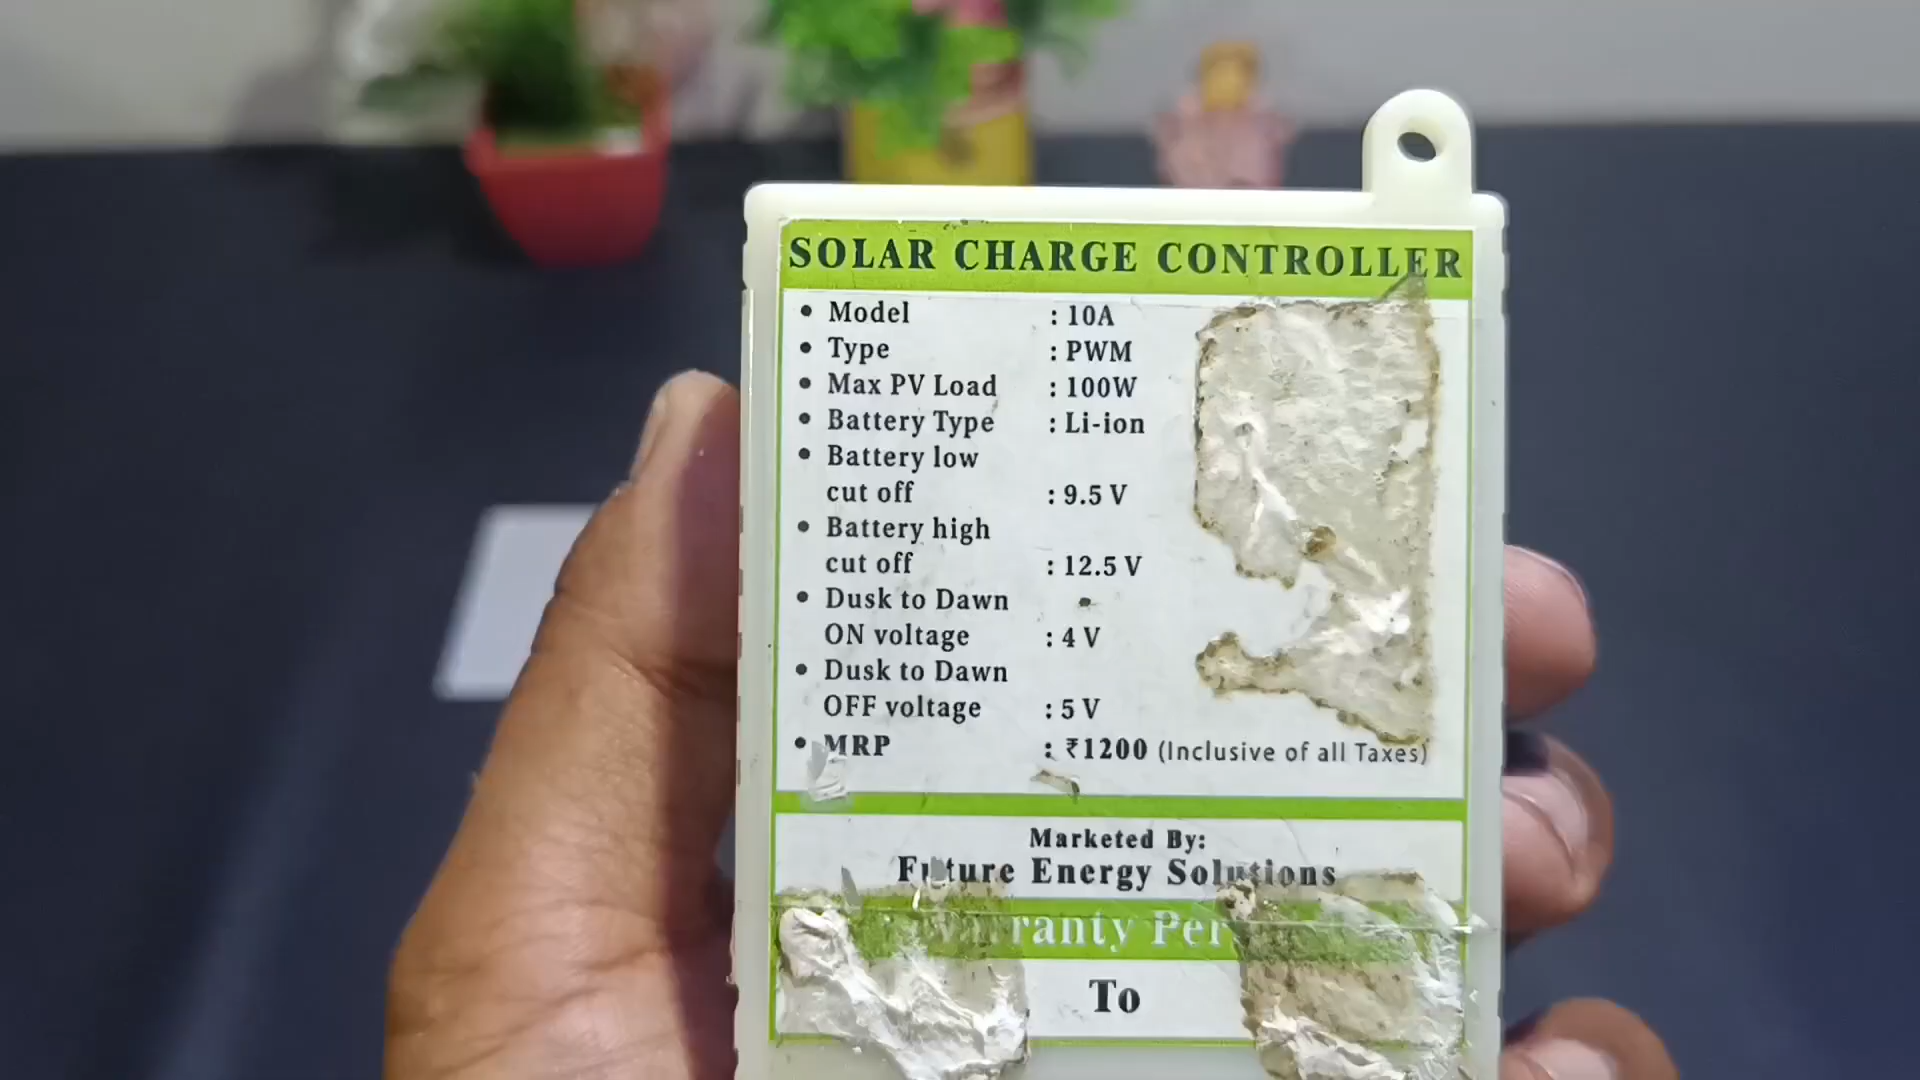 SOLAR CHARGE CONTROLLER
• Model : 10A
• Type : PWM
• Max PV Load : 100W
• Battery Type : Li-ion
• Battery low
cut off : 9.5 V
• Battery high
cut off : 12.5 V
• Dusk to Dawn
ON voltage : 4 V
• Dusk to Dawn
OFF voltage : 5 V
• MRP : ₹1200 (Inclusive of all Taxes)
Marketed By:
Future Energy Solutions
Warranty
To